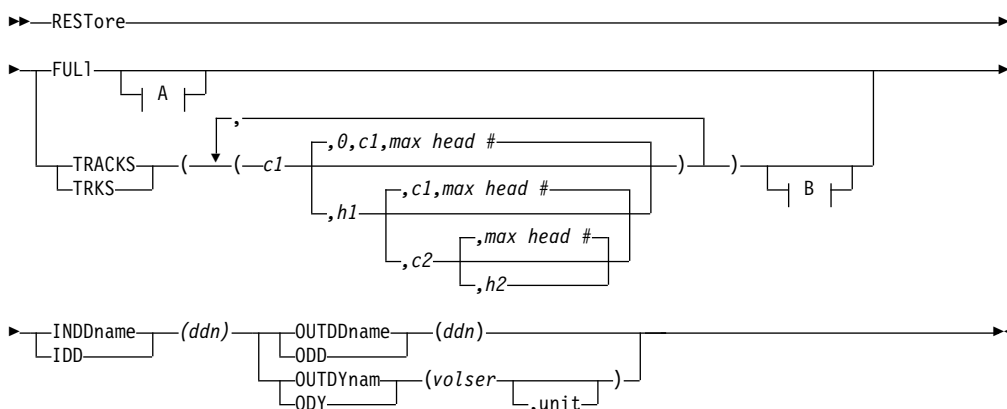 RESTore
FULl
A
,
TRACKS ( ( c1 ,0,c1,max head # ) ) B
TRKS
,h1 ,c1,max head #
,c2 ,max head #
,h2
INDDname (ddn) OUTDDname (ddn)
IDD ODD
OUTDYnam (volser )
ODY ,unit